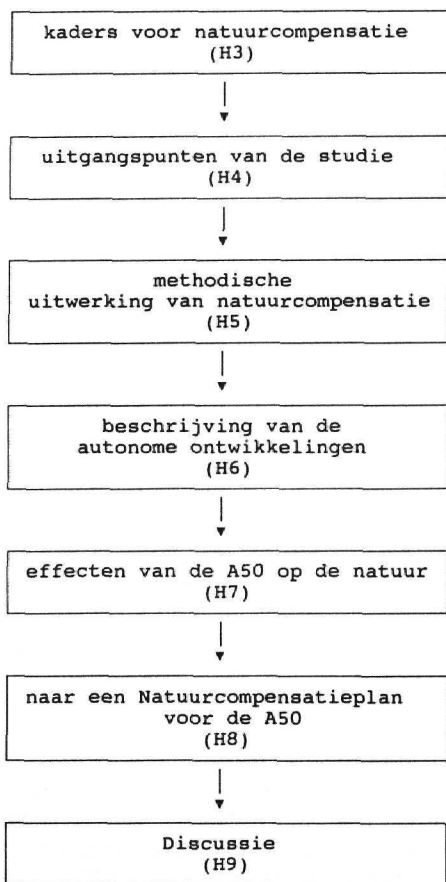 kaders voor natuurcompensatie
(H3)
uitgangspunten van de studie
(H4)
methodische
uitwerking van natuurcompensatie
(H5)
beschrijving van de
autonome ontwikkelingen
(H6)
effecten van de A50 op de natuur
(H7)
naar een Natuurcompensatieplan
voor de A50
(H8)
Discussie
(H9)